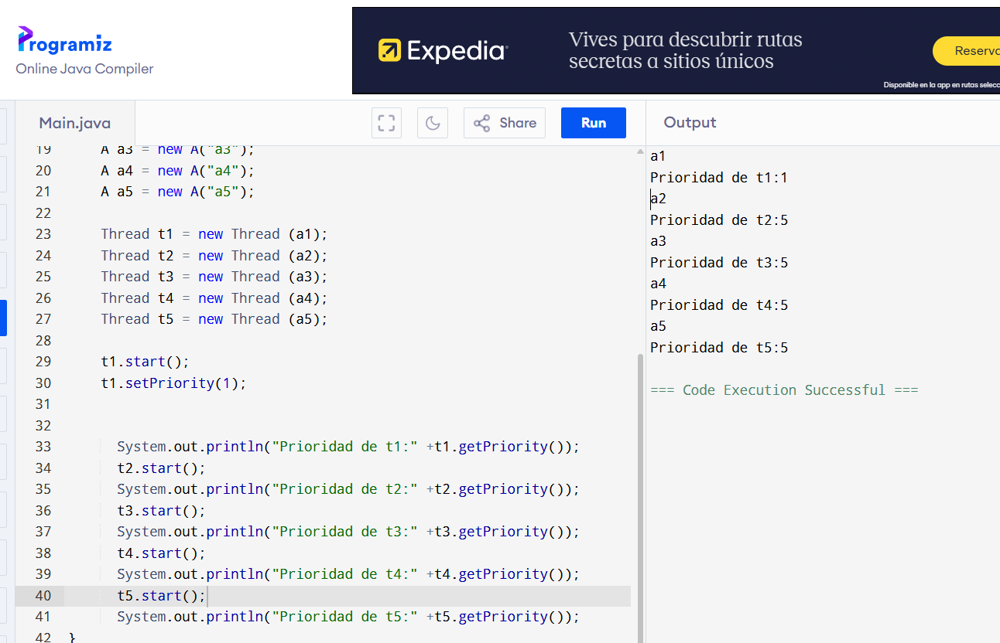 Programiz
Online Java Compiler
Expedia
Vives para descubrir rutas
secretas a sitios únicos
Disponible en la app en rutas
Main.java
Share
Run
Output
19 A a3 = new A("a3");
20 A a4 = new A("a4");
21 A a5 = new A("a5");
22
23 Thread t1 = new Thread (a1);
24 Thread t2 = new Thread (a2);
25 Thread t3 = new Thread (a3);
26 Thread t4 = new Thread (a4);
27 Thread t5 = new Thread (a5);
28
29 t1.start();
30 t1.setPriority(1);
31
32
33 System.out.println("Prioridad de t1:" +t1.getPriority());
34 t2.start();
35 System.out.println("Prioridad de t2:" +t2.getPriority());
36 t3.start();
37 System.out.println("Prioridad de t3:" +t3.getPriority());
38 t4.start();
39 System.out.println("Prioridad de t4:" +t4.getPriority());
40 t5.start();
41 System.out.println("Prioridad de t5:" +t5.getPriority());
42 }
a1
Prioridad de t1:1
a2
Prioridad de t2:5
a3
Prioridad de t3:5
a4
Prioridad de t4:5
a5
Prioridad de t5:5
=== Code Execution Successful ===